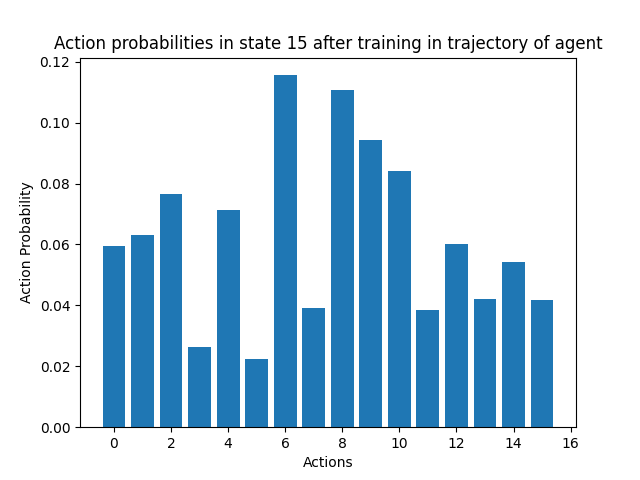 Action probabilities in state 15 after training in trajectory of agent
0.12
0.10
0.08
0.06
0.04
0.02
0.00
Action Probability
0 2 4 6 8 10 12 14 16
Actions